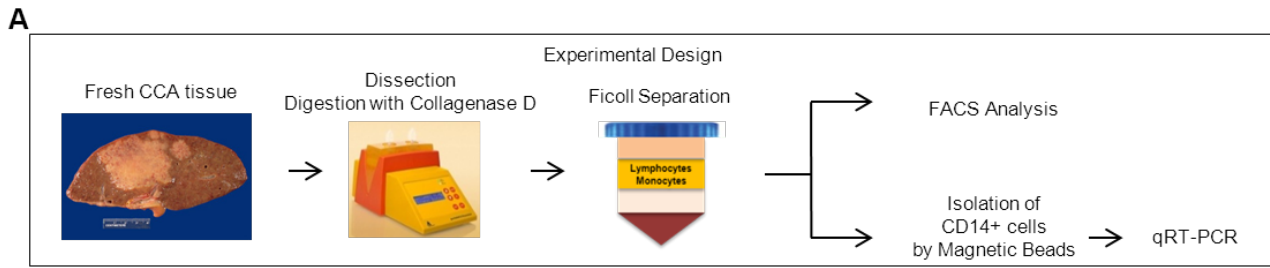 A
Experimental Design
Fresh CCA tissue
Dissection
Digestion with Collagenase D
Ficoll Separation
Lymphocytes
Monocytes
FACS Analysis
Isolation of
CD14+ cells
by Magnetic Beads
qRT-PCR